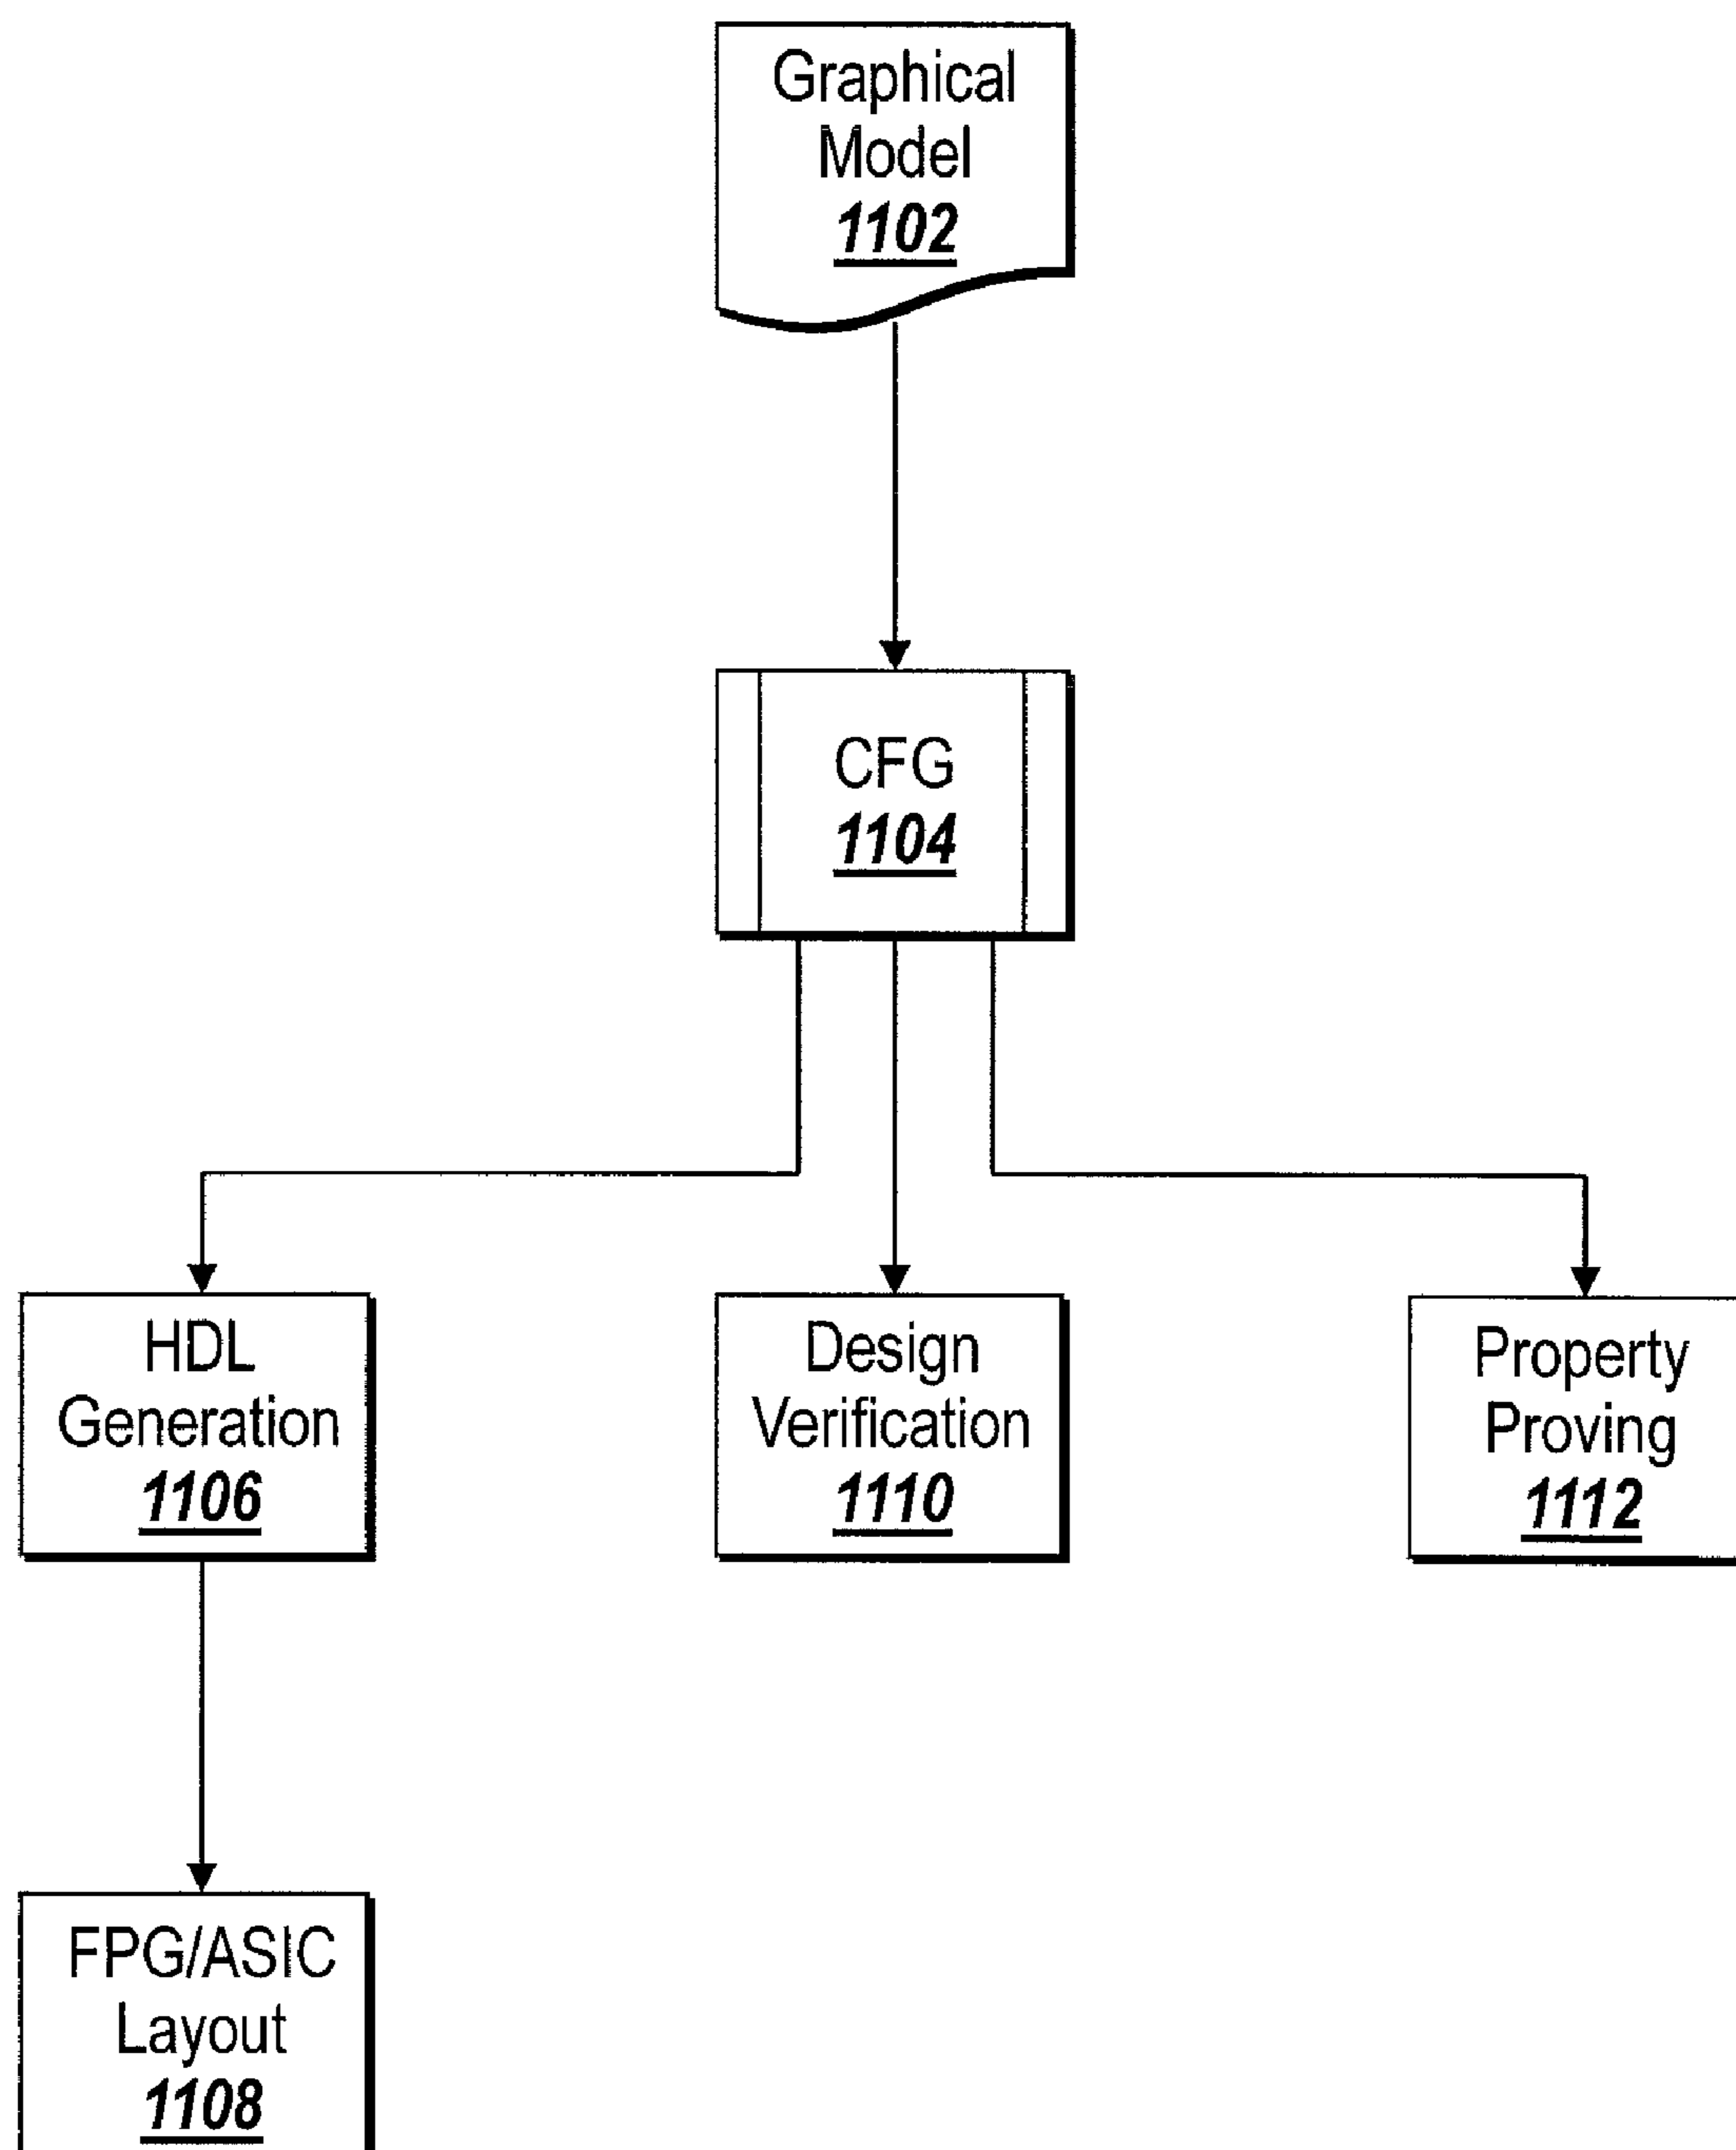 Graphical
Model
1102
CFG
1104
HDL
Generation
1106
Design
Verification
1110
Property
Proving
1112
FPG/ASIC
Layout
1108